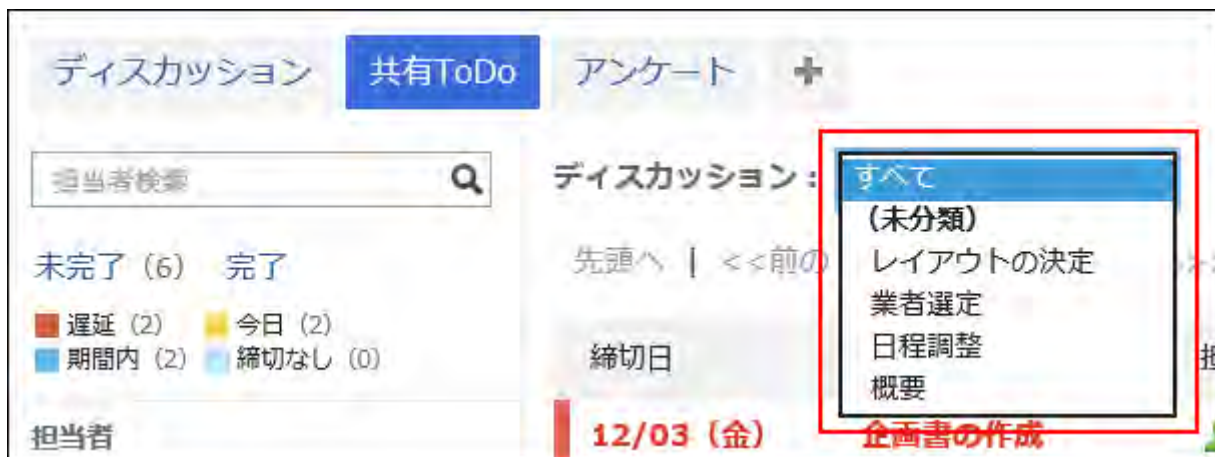 ディスカッション 共有ToDo アンケート +
担当者検索
ディスカッション : すべて
(未分類)
レイアウトの決定
業者選定
日程調整
概要
未完了 (6) 完了
先頭へ | <<前の
遅延 (2) 今日 (2)
期間内 (2) 締切なし (0)
締切日
担当者
12/03 (金) 企画書の作成